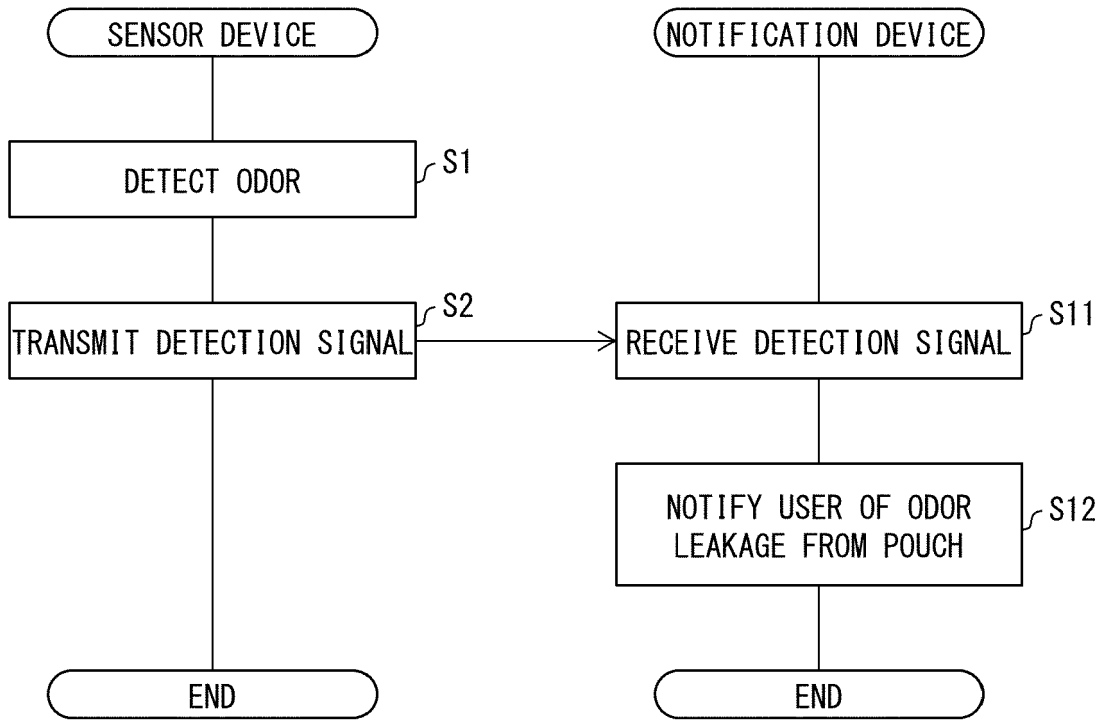 SENSOR DEVICE
NOTIFICATION DEVICE
DETECT ODOR
S1
TRANSMIT DETECTION SIGNAL
S2
RECEIVE DETECTION SIGNAL
S11
NOTIFY USER OF ODOR
LEAKAGE FROM POUCH
S12
END
END